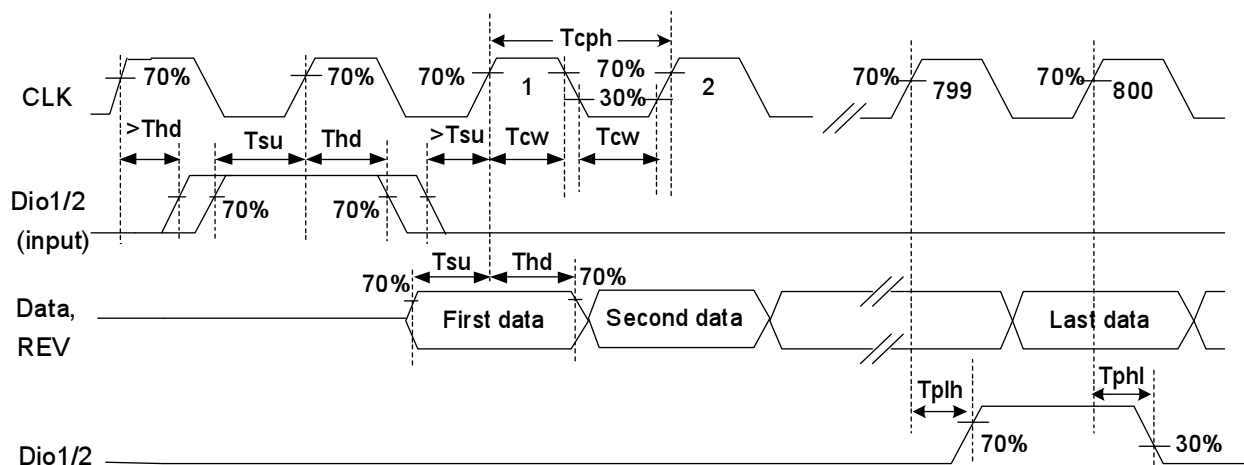 Tcph
70%
70%
70%
1
70%
2
70%
799
70%
800
CLK
30%
>Thd
Tsu
Thd
>Tsu
Tcw
Tcw
Dio1/2
(input)
70%
70%
Tsu
Thd
70%
70%
Data,
REV
First data
Second data
Last data
Tplh
Tphl
Dio1/2
70%
30%